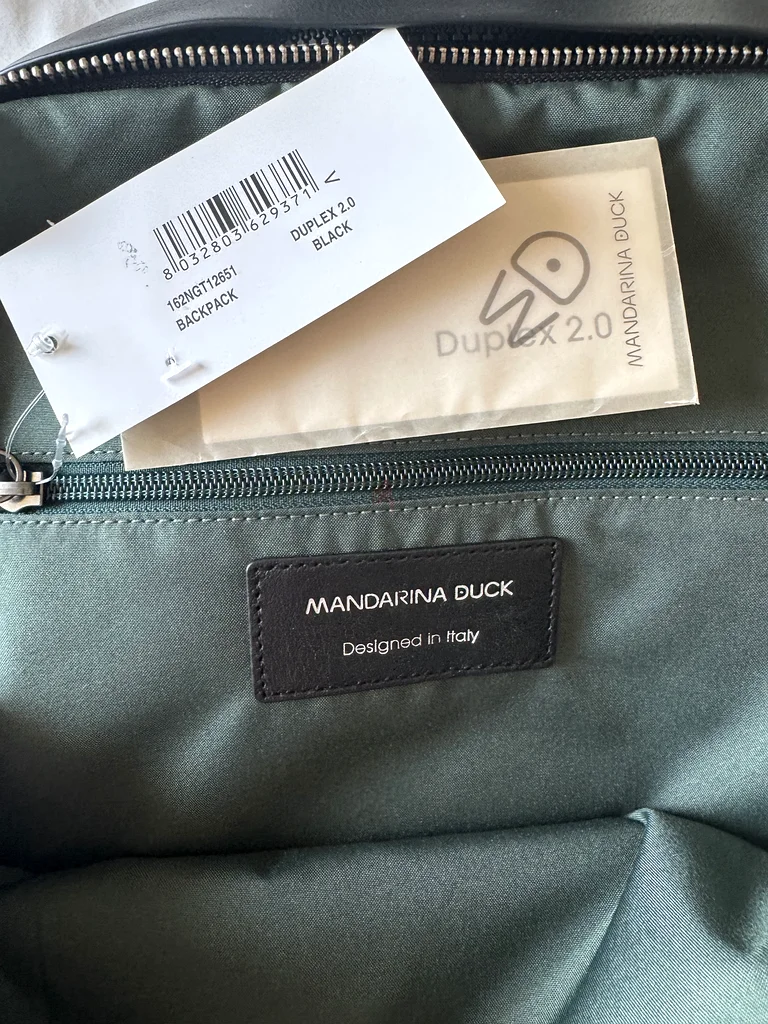 8 032803 629371 >
DUPLEX 2.0
BLACK
162NGT12651
BACKPACK
MD
Duplex 2.0
MANDARINA DUCK
MANDARINA DUCK
Designed in Italy